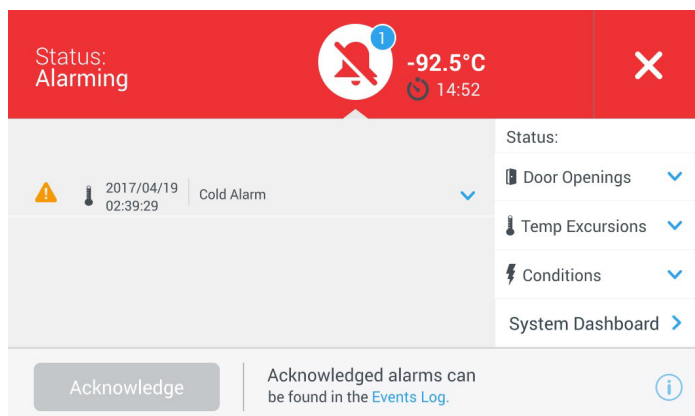 Status:
Alarming
1
-92.5°C
14:52
2017/04/19
02:39:29
Cold Alarm
Status:
Door Openings
Temp Excursions
Conditions
System Dashboard
Acknowledge
Acknowledged alarms can
be found in the Events Log.